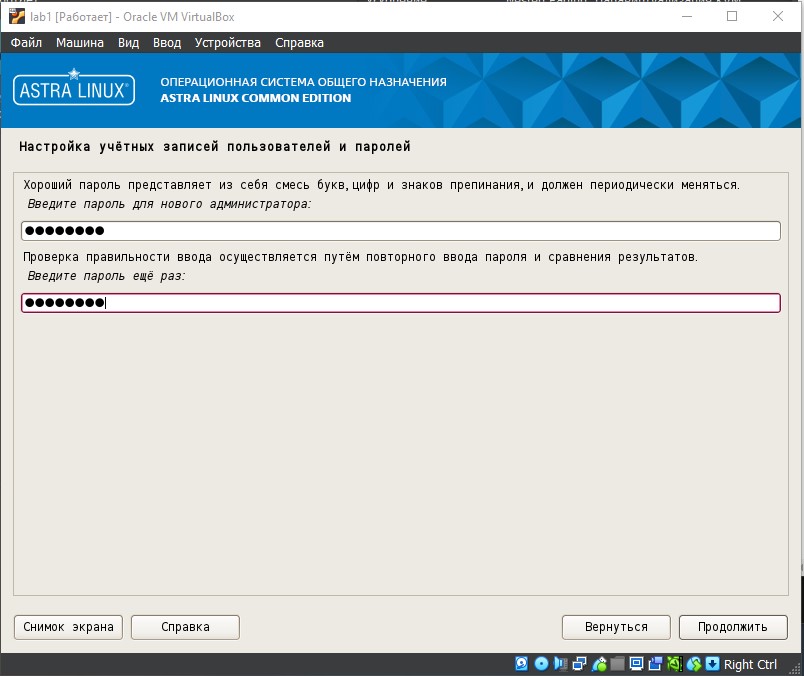 lab1 [Работает] - Oracle VM VirtualBox
Файл Машина Вид Ввод Устройства Справка
ASTRA LINUX®
ОПЕРАЦИОННАЯ СИСТЕМА ОБЩЕГО НАЗНАЧЕНИЯ
ASTRA LINUX COMMON EDITION
Настройка учётных записей пользователей и паролей
Хороший пароль представляет из себя смесь букв, цифр и знаков препинания, и должен периодически меняться.
Введите пароль для нового администратора:
●●●●●●●●
Проверка правильности ввода осуществляется путём повторного ввода пароля и сравнения результатов.
Введите пароль ещё раз:
●●●●●●●●
Снимок экрана Справка Вернуться Продолжить
Right Ctrl